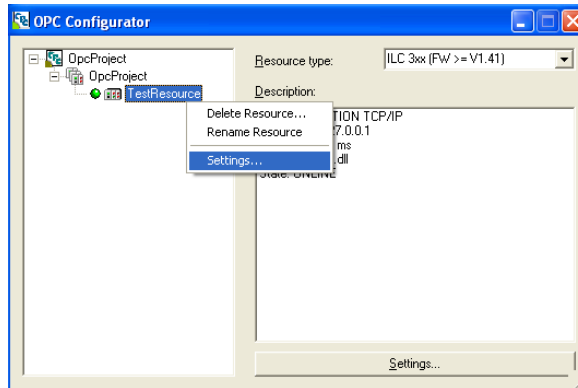 OPC Configurator
OpcProject
OpcProject
TestResource
Delete Resource...
Rename Resource
Settings...
Resource type:
ILC 3xx (FW >= V1.41)
Description:
TION TCP/IP
7.0.0.1
ms
dll
State: ONLINE
Settings...